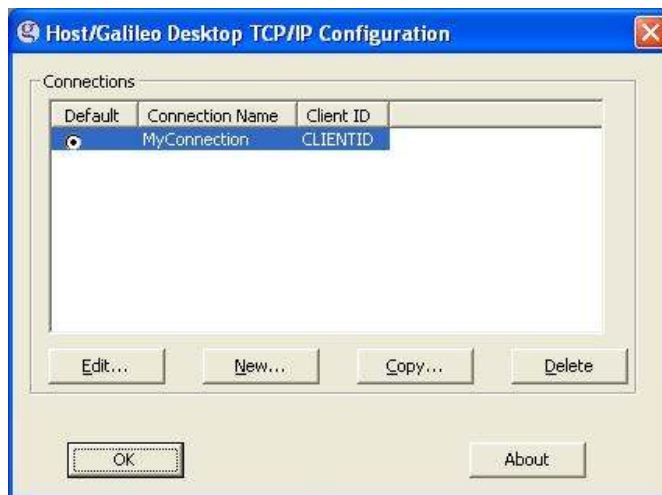 Host/Galileo Desktop TCP/IP Configuration
Connections
Default Connection Name Client ID
MyConnection CLIENTID
Edit... New... Copy... Delete
OK About